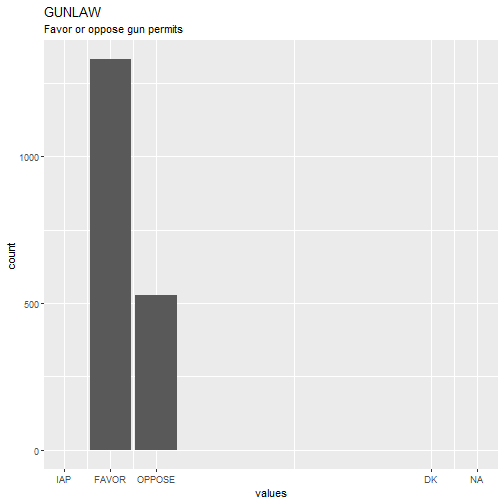 GUNLAW
Favor or oppose gun permits
1000
500
0
count
IAP FAVOR OPPOSE DK NA
values